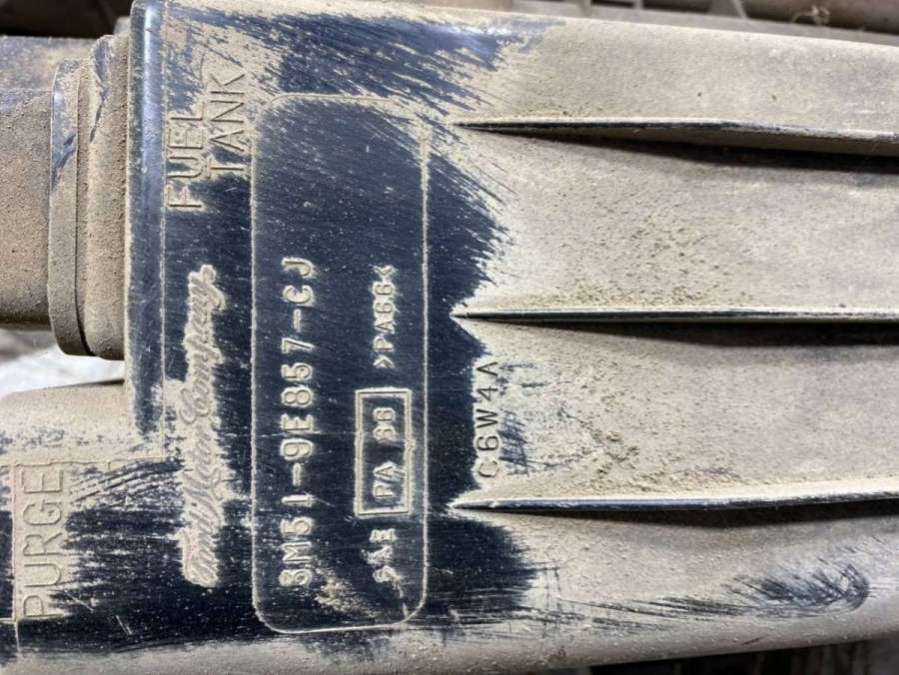 FUEL
TANK
Ford Motor Company
3M51-9E857-CJ
SAE PA 66 >PA66<
C6W4A
PURGE